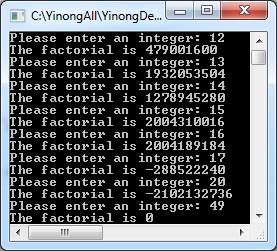 C:\YinongAll\YinongDe...
Please enter an integer: 12
The factorial is 479001600
Please enter an integer: 13
The factorial is 1932053504
Please enter an integer: 14
The factorial is 1278945280
Please enter an integer: 15
The factorial is 2004310016
Please enter an integer: 16
The factorial is 2004189184
Please enter an integer: 17
The factorial is -288522240
Please enter an integer: 20
The factorial is -2102132736
Please enter an integer: 49
The factorial is 0